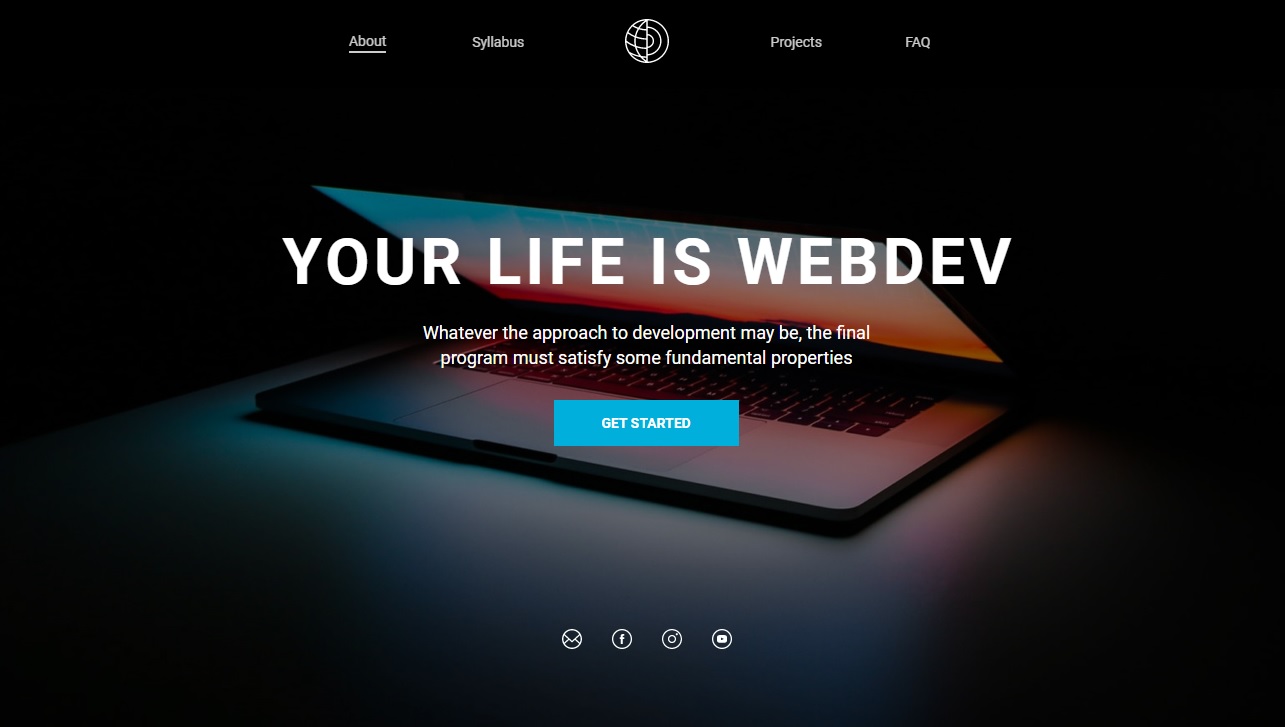 About
Syllabus
Projects
FAQ
YOUR LIFE IS WEBDEV
Whatever the approach to development may be, the final
program must satisfy some fundamental properties
GET STARTED